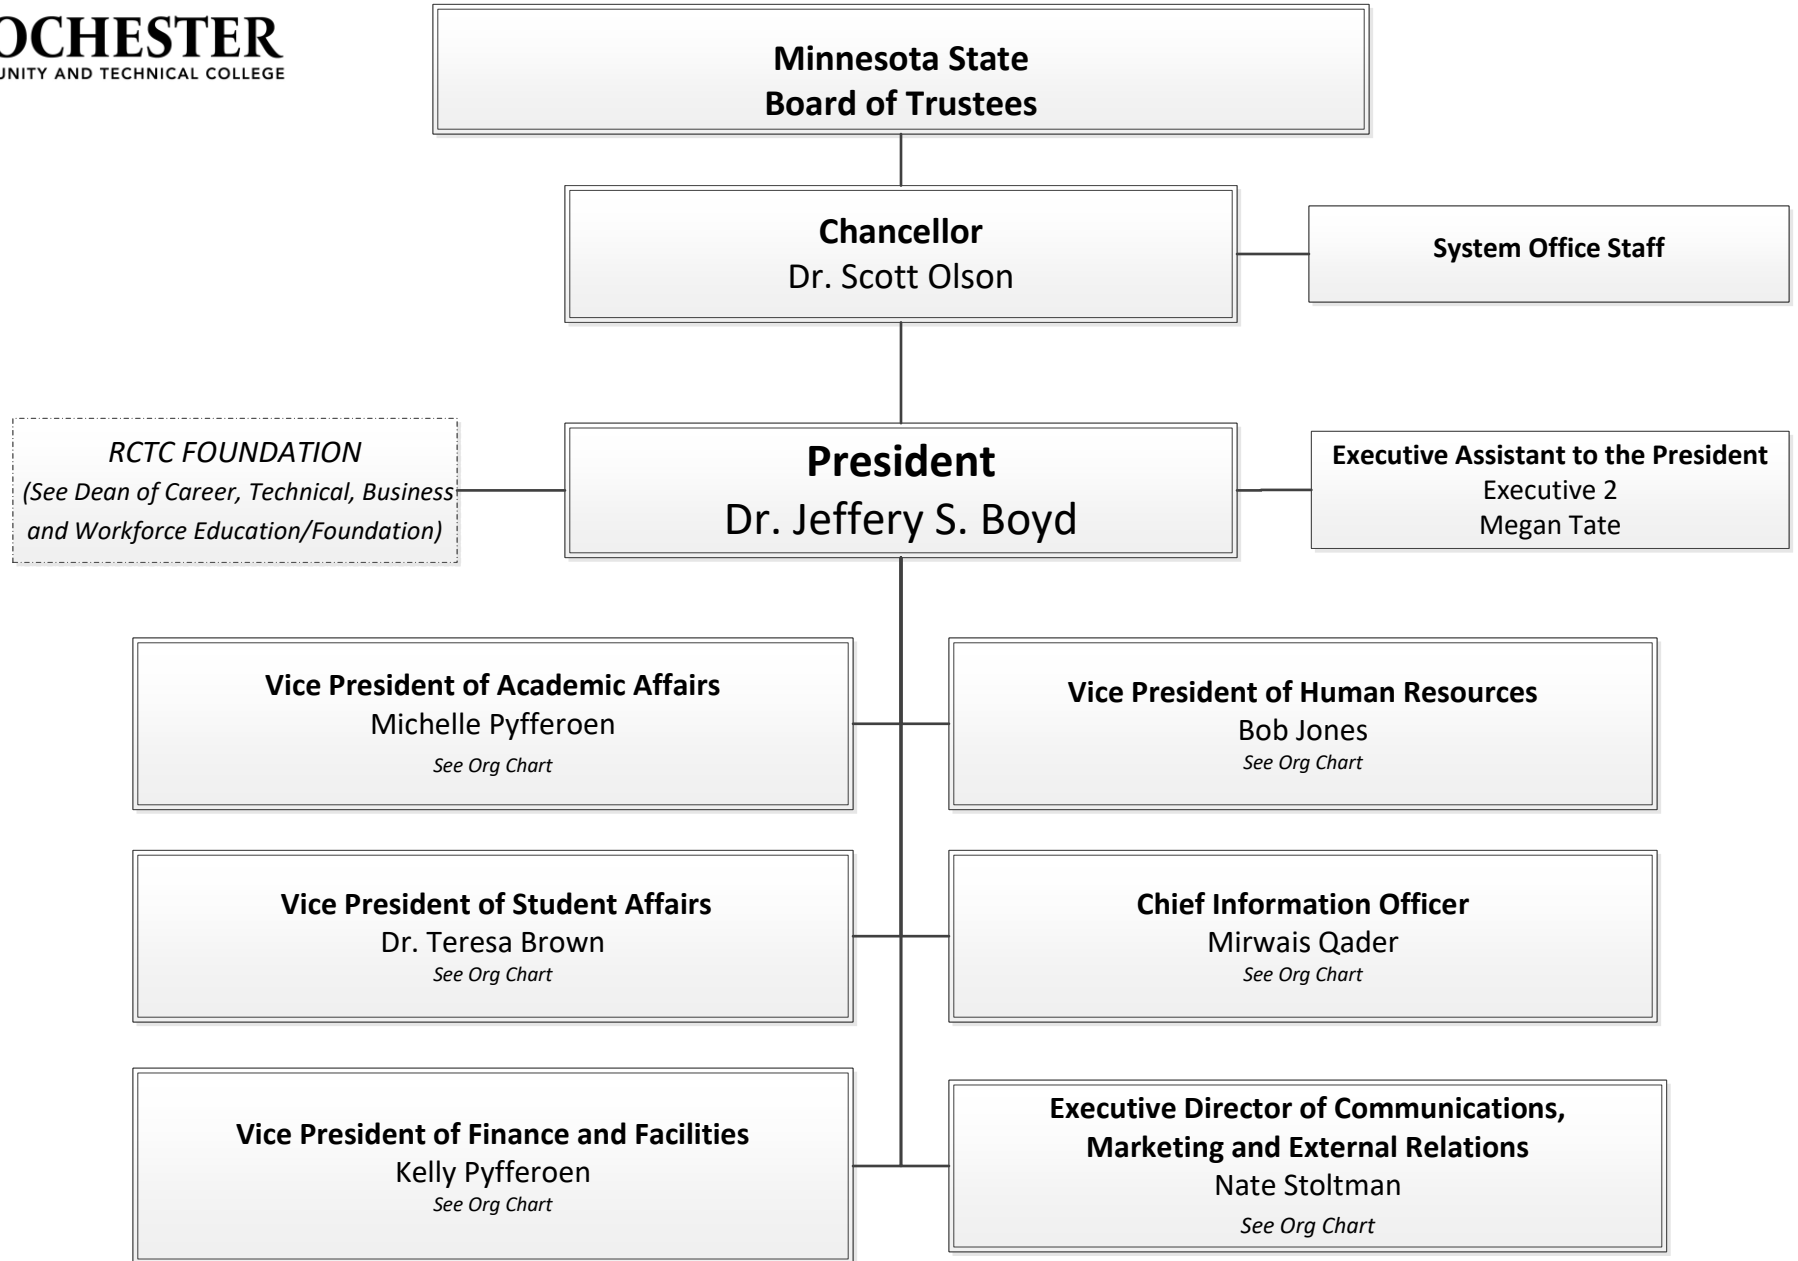 OCHESTER
UNITY AND TECHNICAL COLLEGE
Minnesota State
Board of Trustees
Chancellor
Dr. Scott Olson
System Office Staff
RCTC FOUNDATION
(See Dean of Career, Technical, Business
and Workforce Education/Foundation)
President
Dr. Jeffery S. Boyd
Executive Assistant to the President
Executive 2
Megan Tate
Vice President of Academic Affairs
Michelle Pyfferoen
See Org Chart
Vice President of Human Resources
Bob Jones
See Org Chart
Vice President of Student Affairs
Dr. Teresa Brown
See Org Chart
Chief Information Officer
Mirwais Qader
See Org Chart
Vice President of Finance and Facilities
Kelly Pyfferoen
See Org Chart
Executive Director of Communications,
Marketing and External Relations
Nate Stoltman
See Org Chart